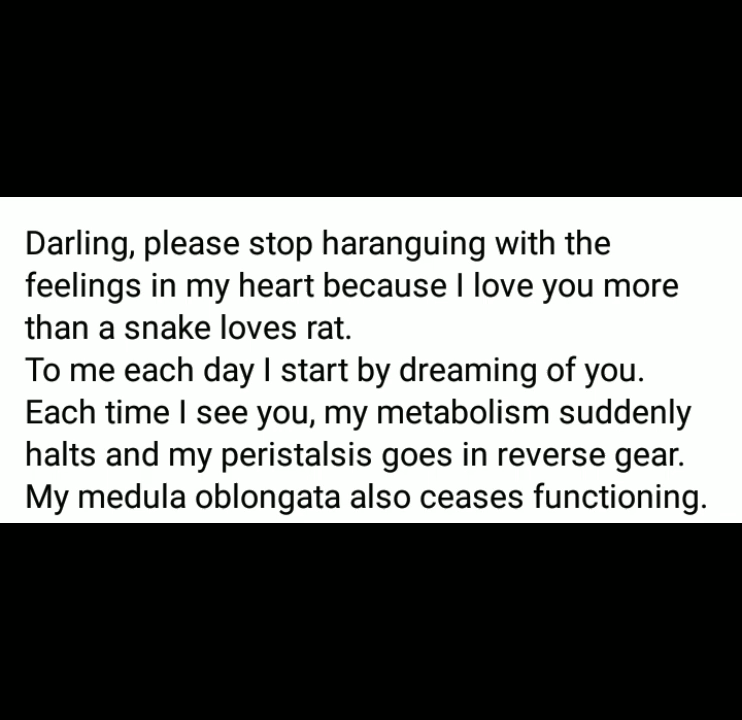 Darling, please stop haranguing with the
feelings in my heart because I love you more
than a snake loves rat.
To me each day I start by dreaming of you.
Each time I see you, my metabolism suddenly
halts and my peristalsis goes in reverse gear.
My medula oblongata also ceases functioning.